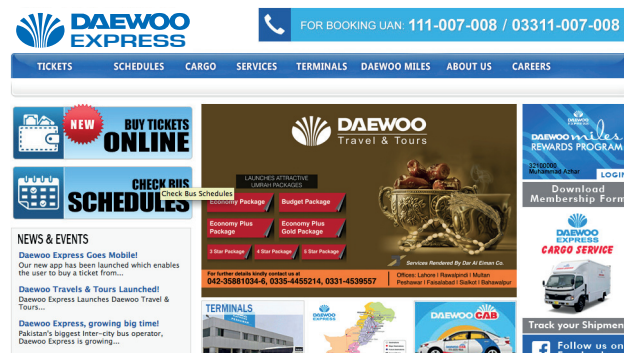 DAEWOO
EXPRESS
FOR BOOKING UAN: 111-007-008 / 03311-007-008
TICKETS SCHEDULES CARGO SERVICES TERMINALS DAEWOO MILES ABOUT US CAREERS
NEW
BUY TICKETS
ONLINE
CHECK BUS
SCHEDULES
Check Bus Schedules
NEWS & EVENTS
Daewoo Express Goes Mobile!
Our new app has been launched which enables
the user to buy a ticket from...
Daewoo Travels & Tours Launched!
Daewoo Express Launches Daewoo Travel &
Tours...
Daewoo Express, growing big time!
Pakistan's biggest Inter-city bus operator,
Daewoo Express is growing...
DAEWOO
Travel & Tours
LAUNCHES ATTRACTIVE
UMRAH PACKAGES
Economy Package
Budget Package
Economy Plus
Package
Economy Plus
Gold Package
3 Star Package
4 Star Package
5 Star Package
Services Rendered By Dar Al Eiman Co.
For further details kindly contact us at
042-35881034-6, 0335-4455214, 0331-4539557
Offices: Lahore | Rawalpindi | Multan
Peshawar | Faisalabad | Sialkot | Bahawalpur
TERMINALS
DAEWOO
EXPRESS
DAEWOO CAB
DAEWOO
DAEWOO miles
REWARDS PROGRAM
32100000
Muhammad Azhar
LOGIN
Download
Membership Form
DAEWOO
EXPRESS
CARGO SERVICE
Track your Shipmen
Follow us on